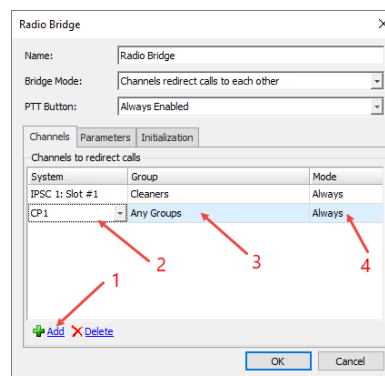 Radio Bridge
Name: Radio Bridge
Bridge Mode: Channels redirect calls to each other
PTT Button: Always Enabled
Channels Parameters Initialization
Channels to redirect calls
System Group Mode
IPSC 1: Slot #1 Cleaners Always
CP1 Any Groups Always
2 3 4
1
Add Delete
OK Cancel